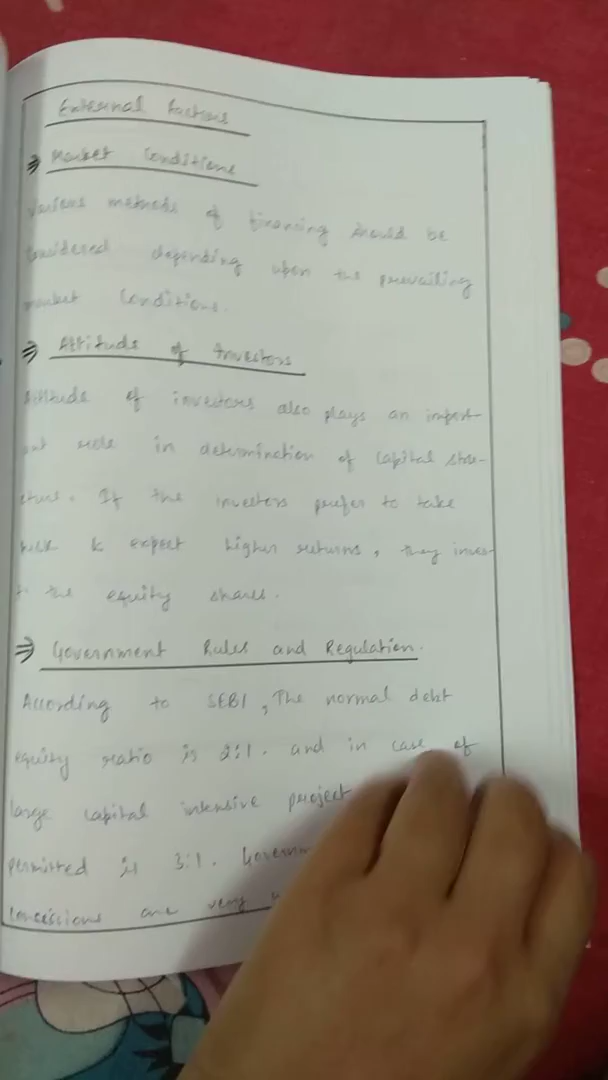 External Factors
⇒ Market Conditions
Various methods of financing should be
considered depending upon the prevailing
market conditions.
⇒ Attitude of Investors
Attitude of investors also plays an import-
ant role in determination of capital stru-
cture. If the investors prefer to take
risk & expect higher returns, they invest
in the equity shares.
⇒ Government Rules and Regulation.
According to SEBI, The normal debt
equity ratio is 2:1. and in case of
large capital intensive project
permitted is 3:1. Governm
concessions are very